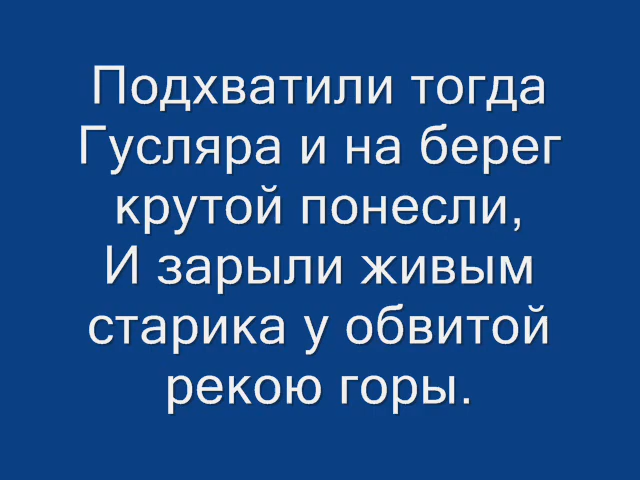 Подхватили тогда
Гусляра и на берег
крутой понесли,
И зарыли живым
старика у обвитой
рекою горы.